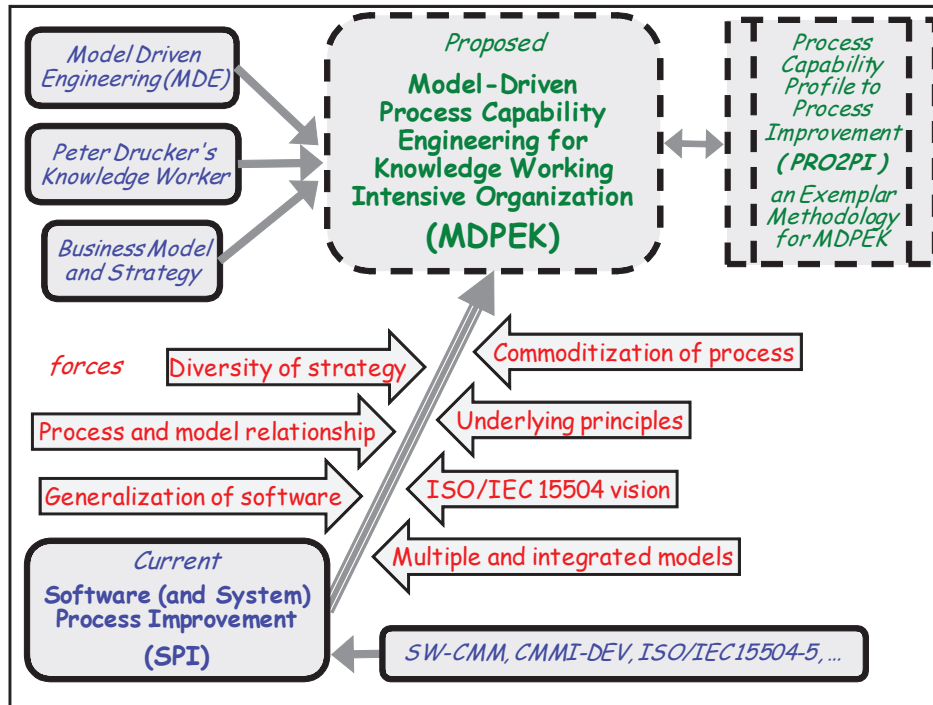 Model Driven
Engineering (MDE)
Peter Drucker's
Knowledge Worker
Business Model
and Strategy
Proposed
Model-Driven
Process Capability
Engineering for
Knowledge Working
Intensive Organization
(MDPEK)
Process
Capability
Profile to
Process
Improvement
(PRO2PI)
an Exemplar
Methodology
for MDPEK
forces
Diversity of strategy
Commoditization of process
Process and model relationship
Underlying principles
Generalization of software
ISO/IEC 15504 vision
Multiple and integrated models
Current
Software (and System)
Process Improvement
(SPI)
SW-CMM, CMMI-DEV, ISO/IEC15504-5, ...